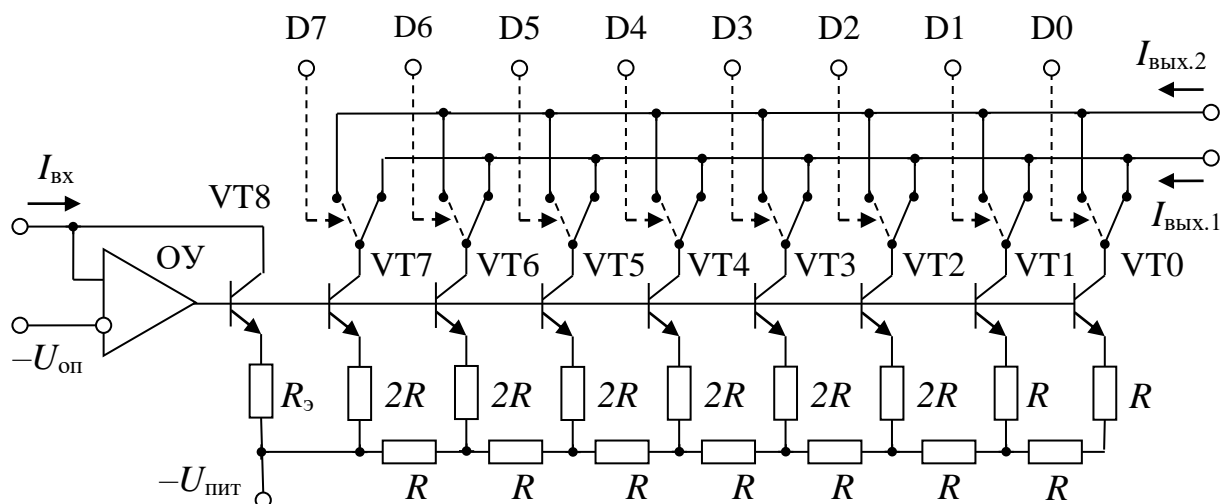 D7 D6 D5 D4 D3 D2 D1 D0
Iвых.2
Iвх
VT8
Iвых.1
ОУ
VT7 VT6 VT5 VT4 VT3 VT2 VT1 VT0
–Uоп
Rэ 2R 2R 2R 2R 2R 2R R R
–Uпит
R R R R R R R